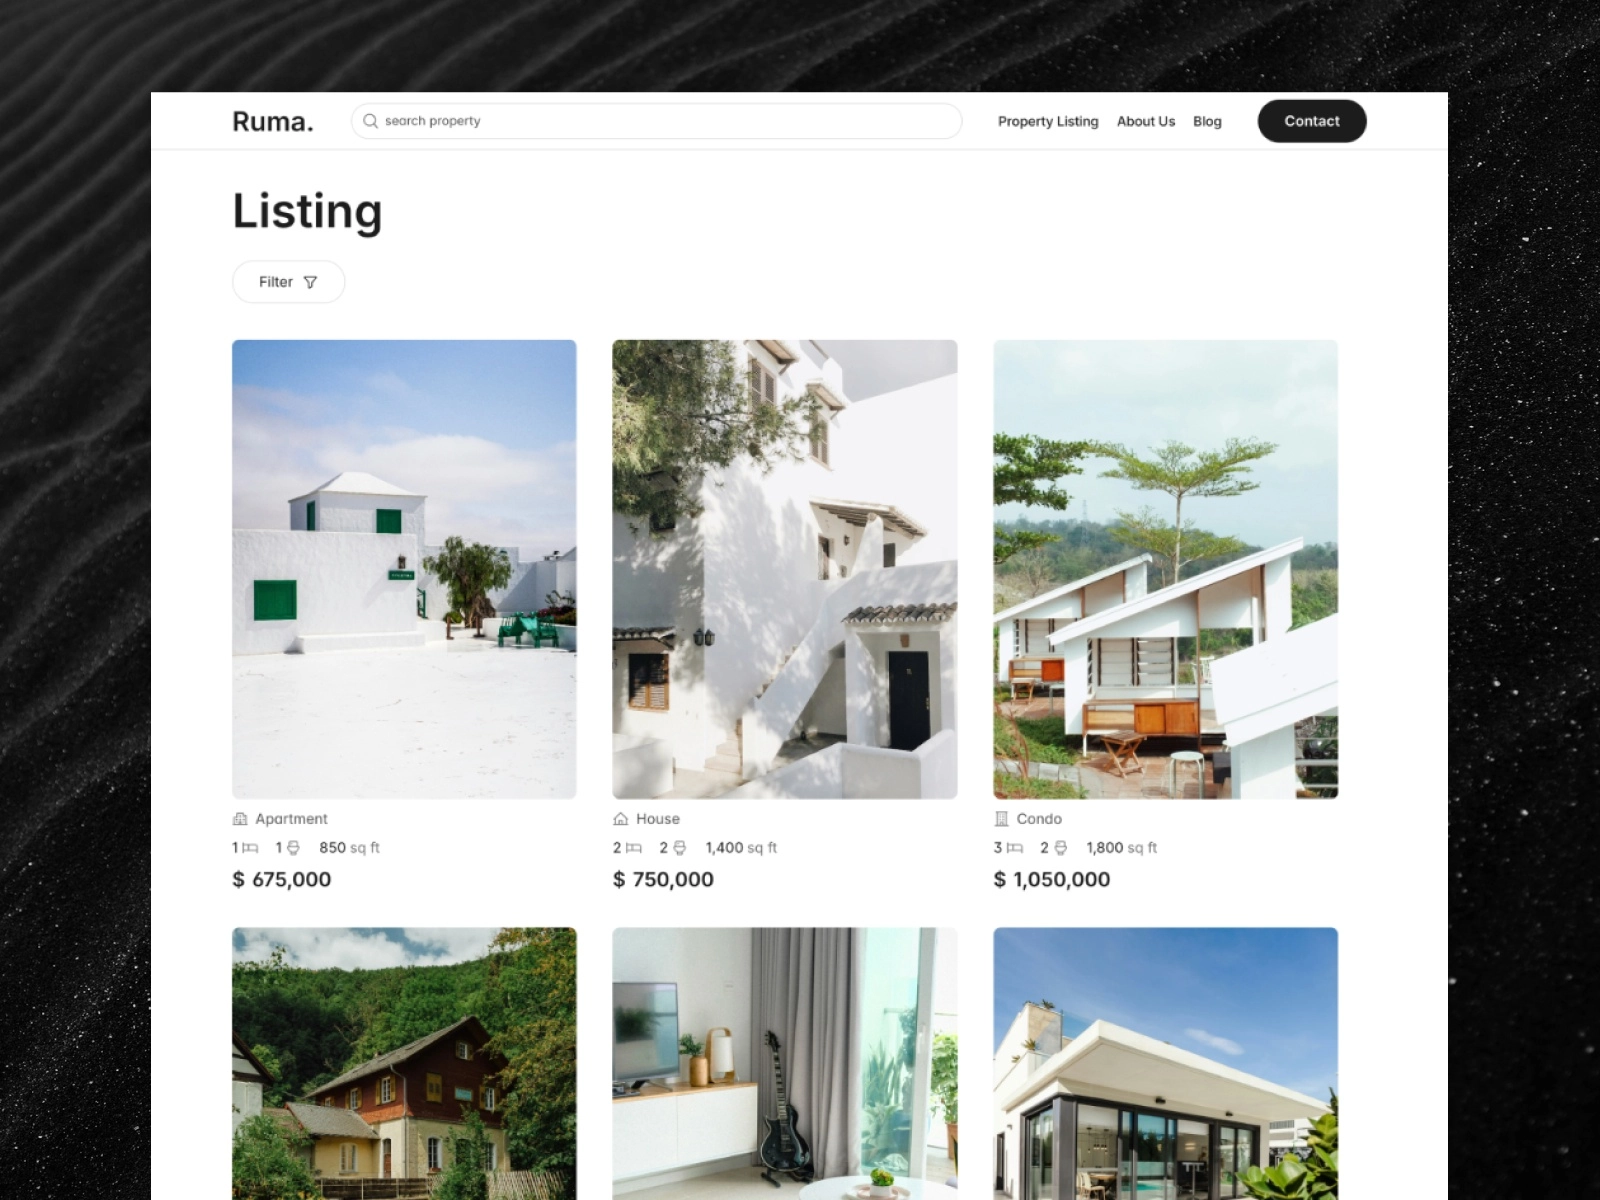 Ruma.
search property
Property Listing
About Us
Blog
Contact
Listing
Filter
Apartment
1 1 850 sq ft
$ 675,000
House
2 2 1,400 sq ft
$ 750,000
Condo
3 2 1,800 sq ft
$ 1,050,000